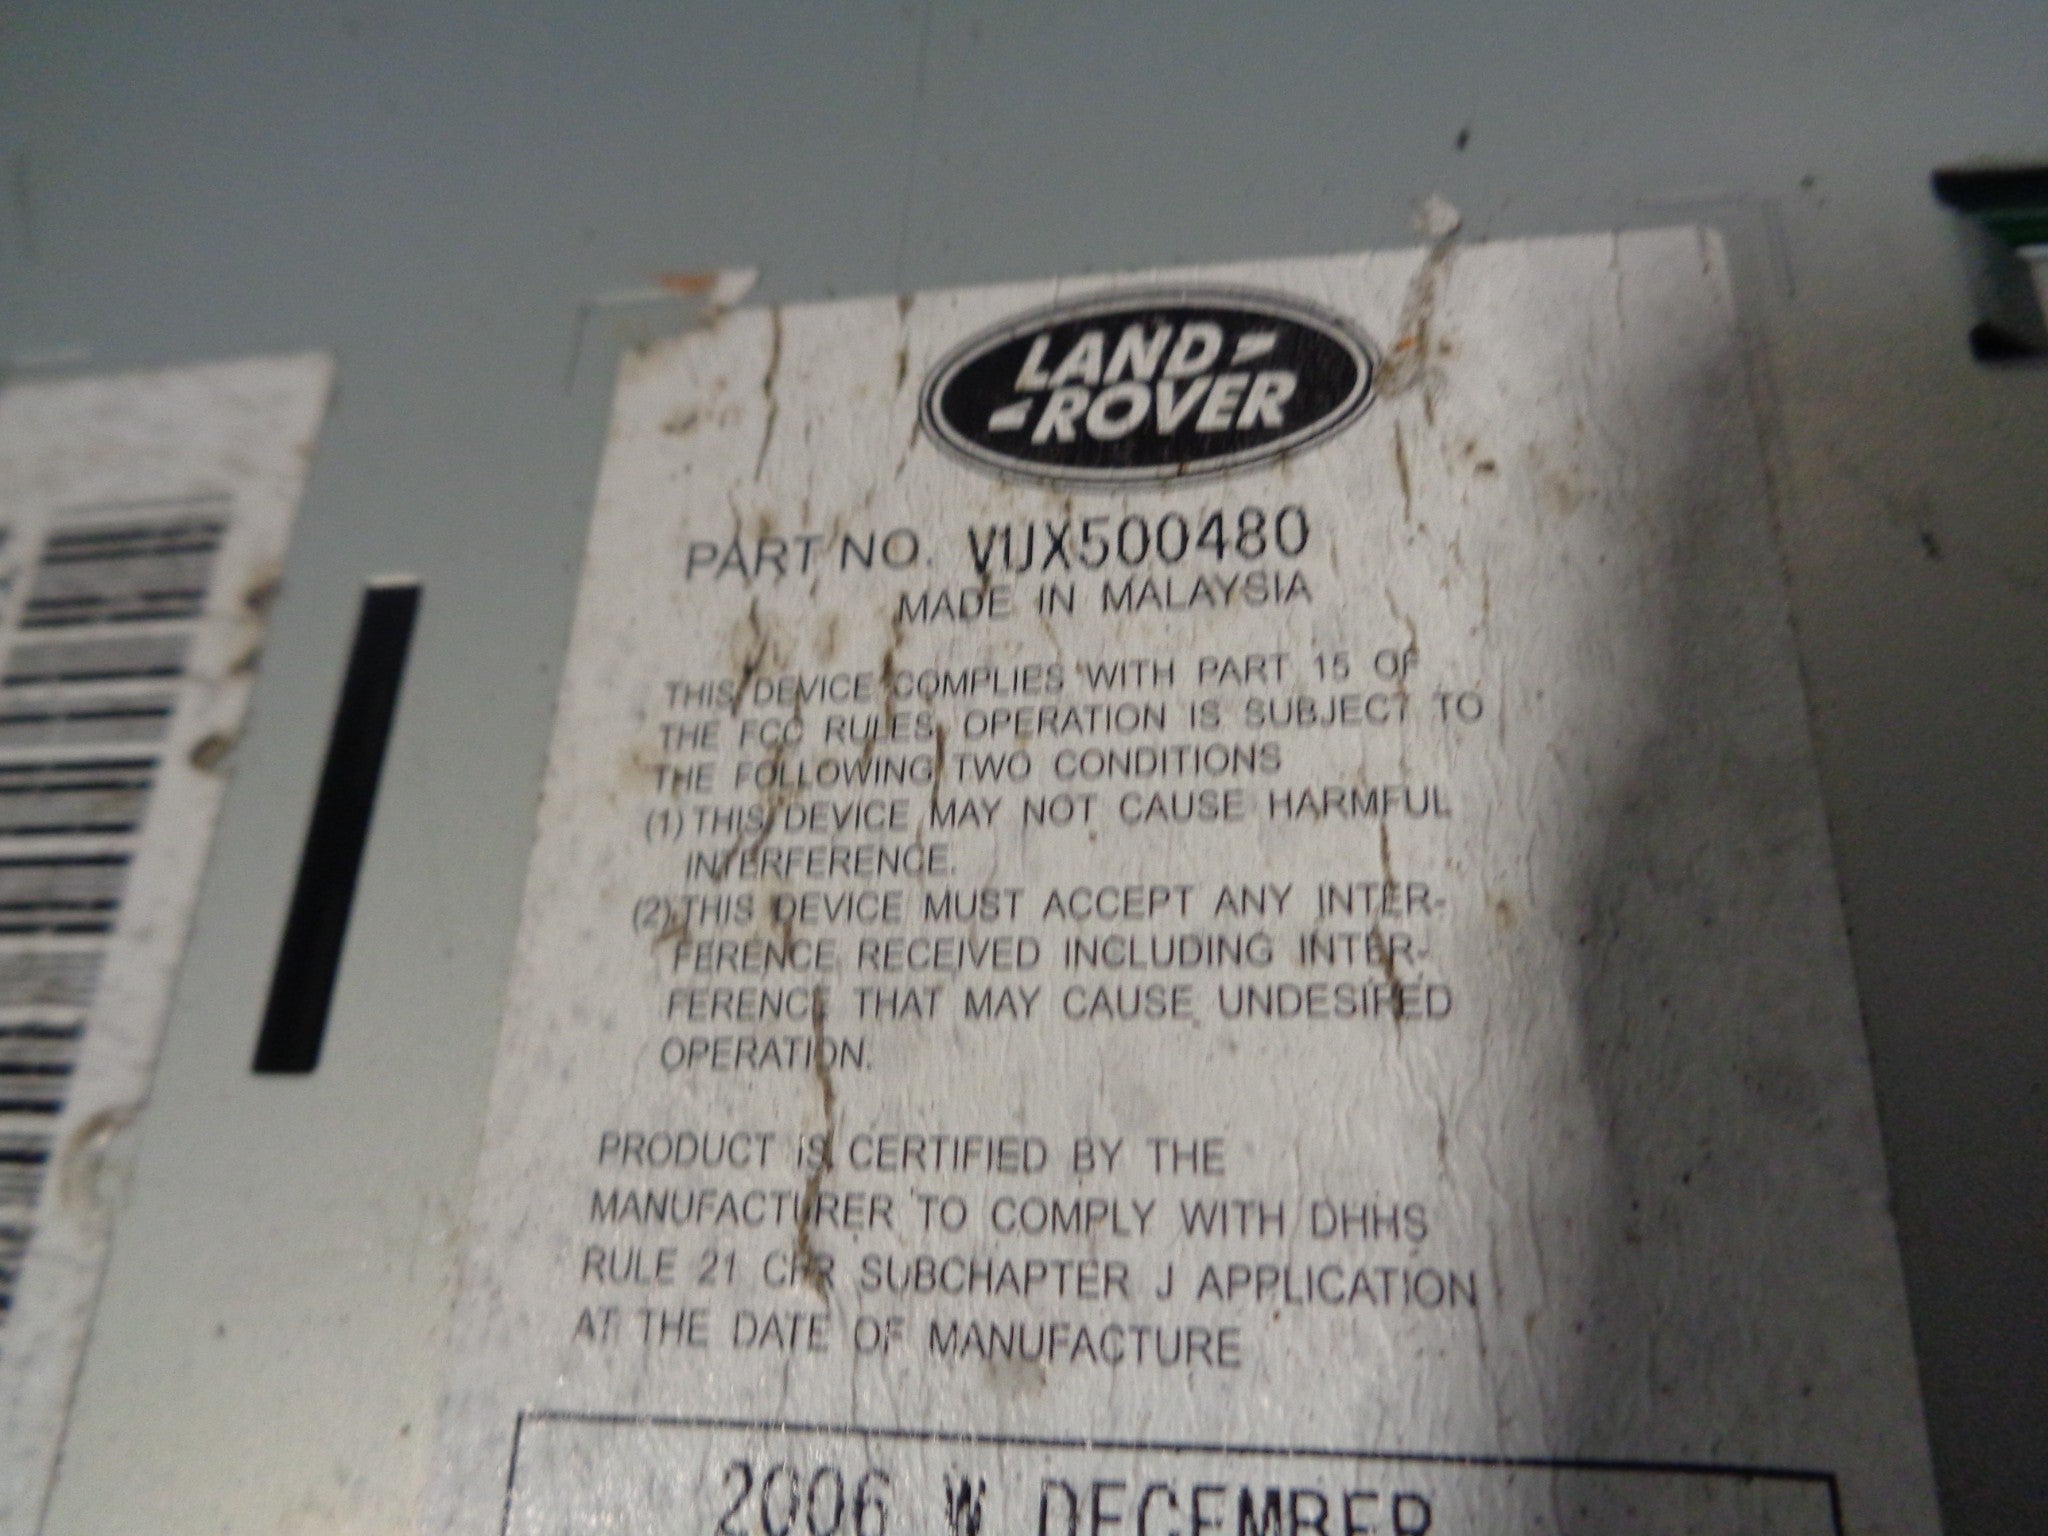 LAND-
-ROVER
PART NO. VUX500480
MADE IN MALAYSIA
THIS DEVICE COMPLIES WITH PART 15 OF
THE FCC RULES, OPERATION IS SUBJECT TO
THE FOLLOWING TWO CONDITIONS
(1) THIS DEVICE MAY NOT CAUSE HARMFUL
INTERFERENCE.
(2) THIS DEVICE MUST ACCEPT ANY INTER-
FERENCE RECEIVED INCLUDING INTER-
FERENCE THAT MAY CAUSE UNDESIRED
OPERATION.
PRODUCT IS CERTIFIED BY THE
MANUFACTURER TO COMPLY WITH DHHS
RULE 21 CFR SUBCHAPTER J APPLICATION
AT THE DATE OF MANUFACTURE
2006 W DECEMBER